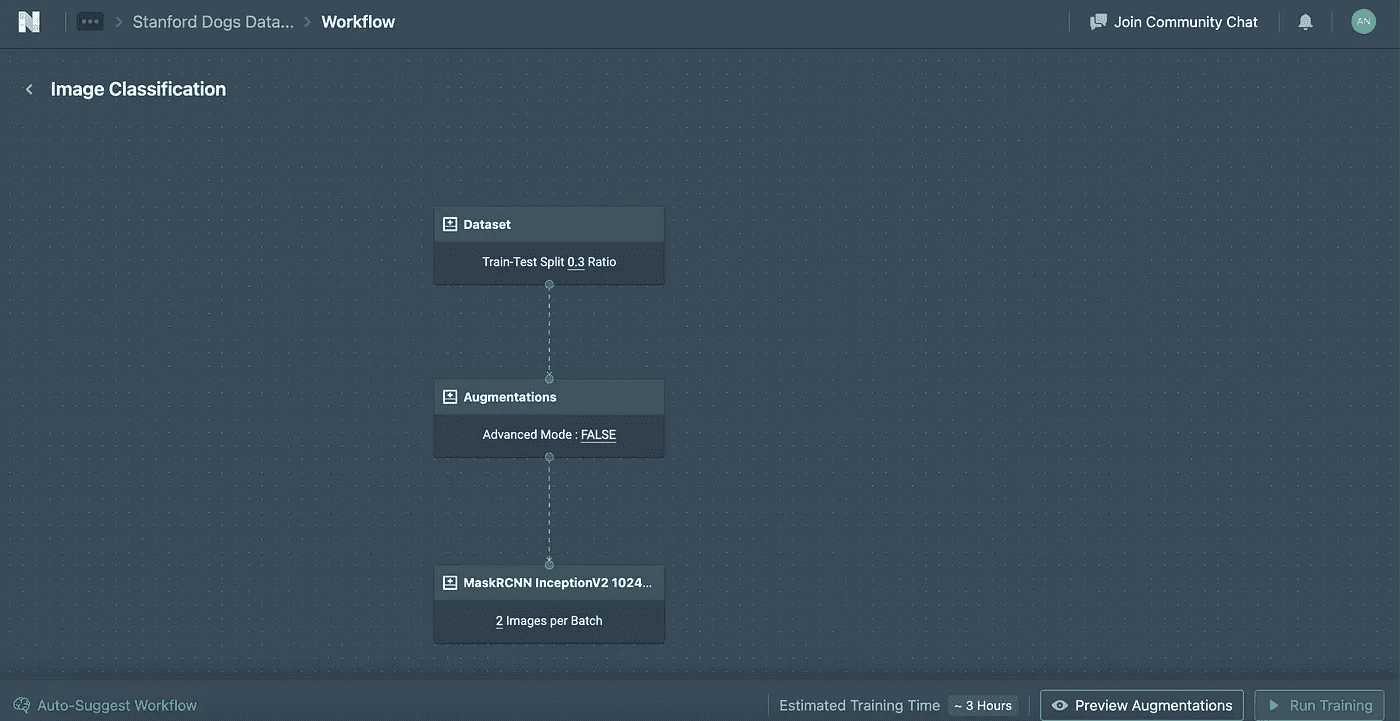 N ••• > Stanford Dogs Data... > Workflow Join Community Chat AN
< Image Classification
Dataset
Train-Test Split 0.3 Ratio
Augmentations
Advanced Mode : FALSE
MaskRCNN InceptionV2 1024...
2 Images per Batch
Auto-Suggest Workflow Estimated Training Time ~ 3 Hours Preview Augmentations Run Training